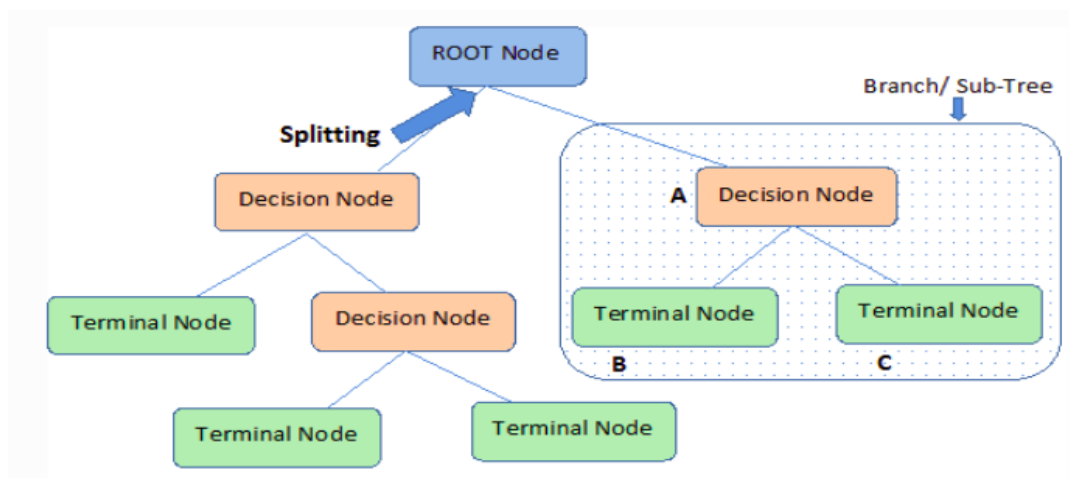 ROOT Node
Branch/ Sub-Tree
Splitting
Decision Node
A
Decision Node
Terminal Node
Decision Node
Terminal Node
Terminal Node
B
C
Terminal Node
Terminal Node